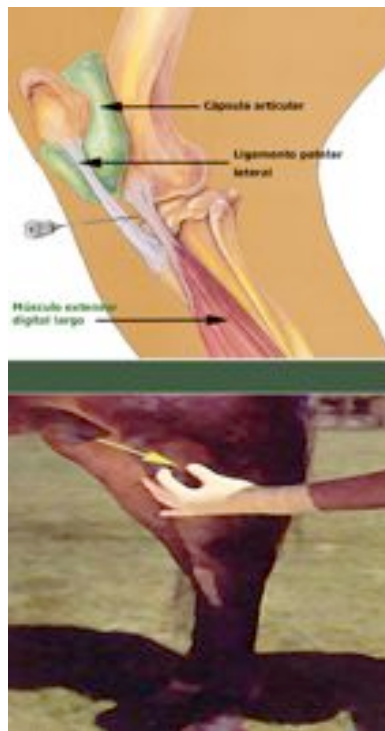 Cápsula articular
Ligamento patelar
lateral
Músculo extensor
digital largo